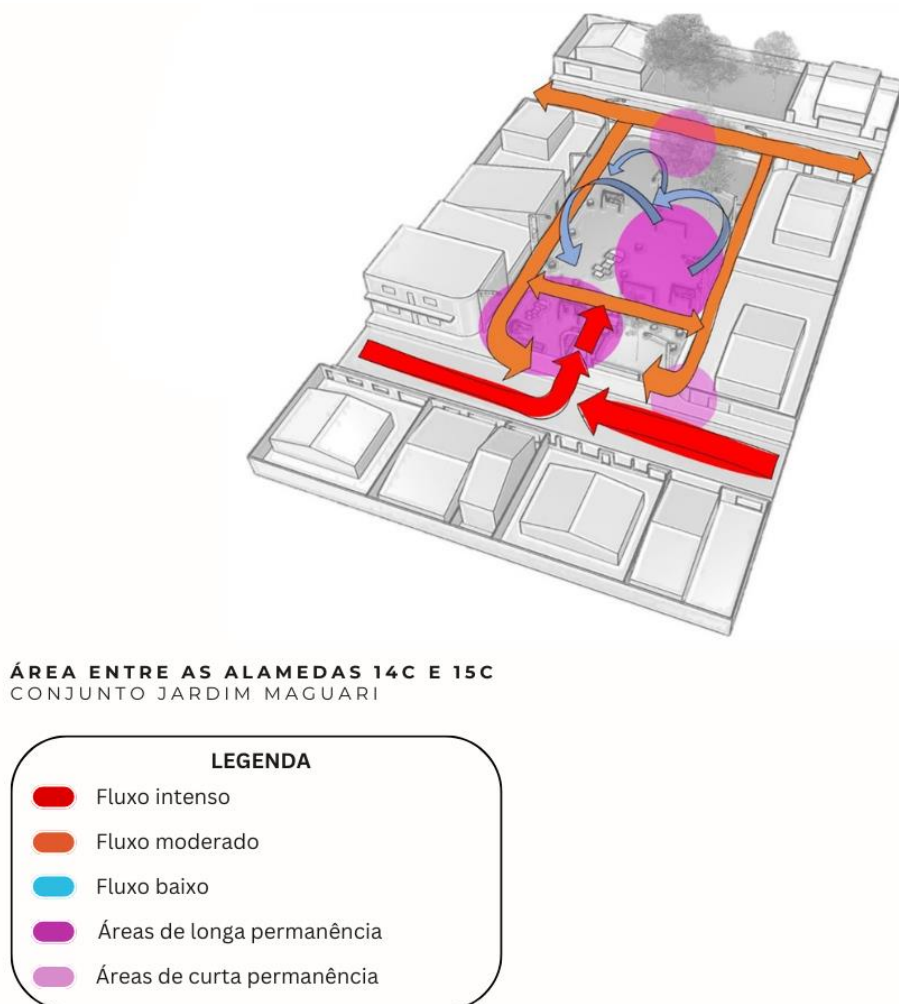 ÁREA ENTRE AS ALAMEDAS 14C E 15C
CONJUNTO JARDIM MAGUARI
LEGENDA
Fluxo intenso
Fluxo moderado
Fluxo baixo
Áreas de longa permanência
Áreas de curta permanência